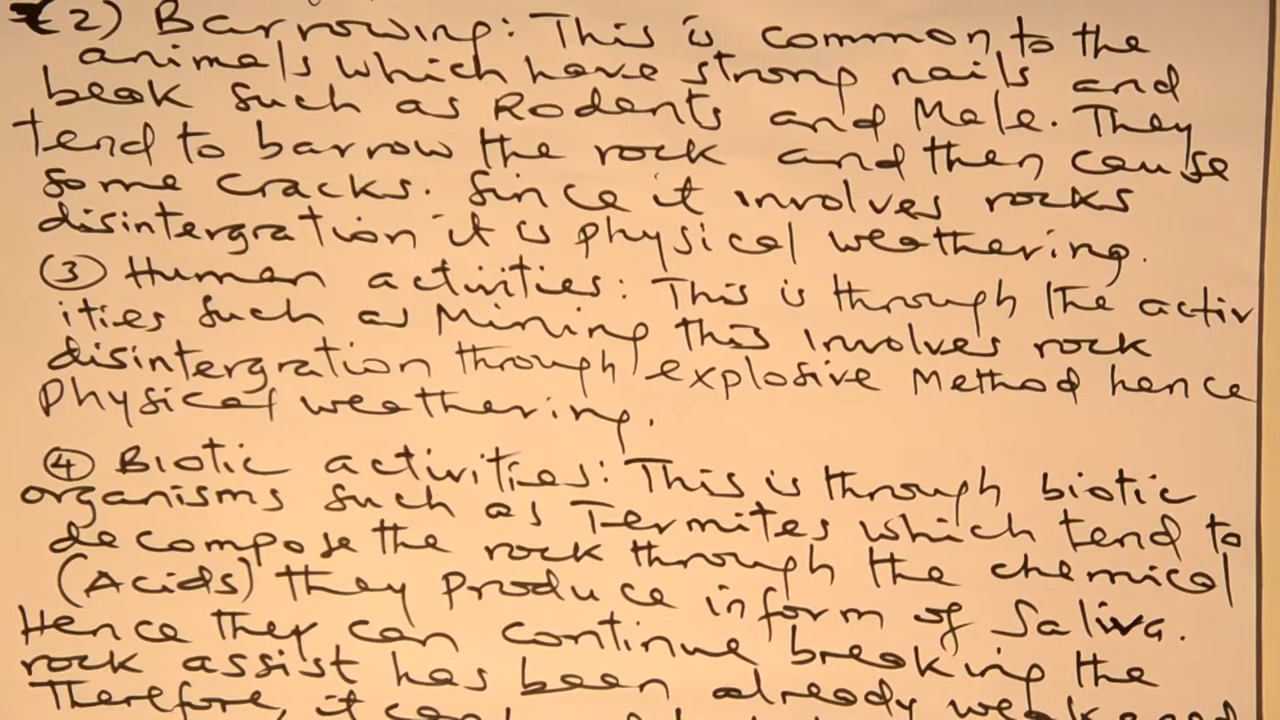 (2) Barrowing: This is common to the
animals which have strong nails and
beak such as Rodents and Mole. They
tend to barrow the rock and then cause
some cracks. Since it involves rocks
disintergration it is physical weathering.
(3) Human activities: This is through the activ
ities such as Mining this involves rock
disintergration through explosive Method hence
Physical weathering.
(4) Biotic activities: This is through biotic
organisms such as Termites which tend to
decompose the rock through the chemical
(Acids) they produce inform of Saliva.
Hence they can continue breaking the
rock assist has been already weakened
Therefore, it can